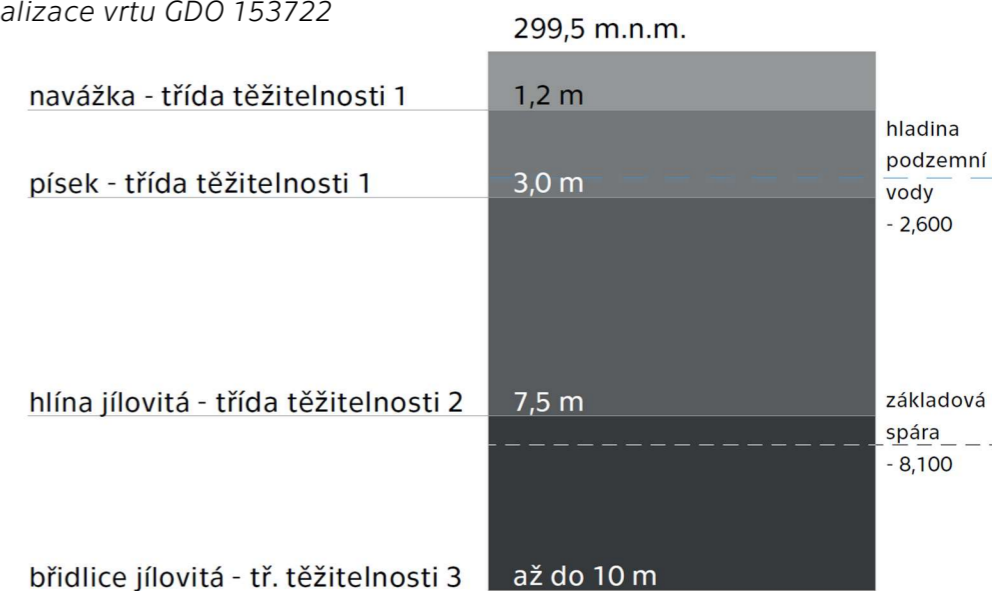 alizace vrtu GDO 153722
299,5 m.n.m.
navážka - třída těžitelnosti 1
1,2 m
hladina
podzemní
vody
- 2,600
písek - třída těžitelnosti 1
3,0 m
hlína jílovitá - třída těžitelnosti 2
7,5 m
základová
spára
- 8,100
břidlice jílovitá - tř. těžitelnosti 3
až do 10 m